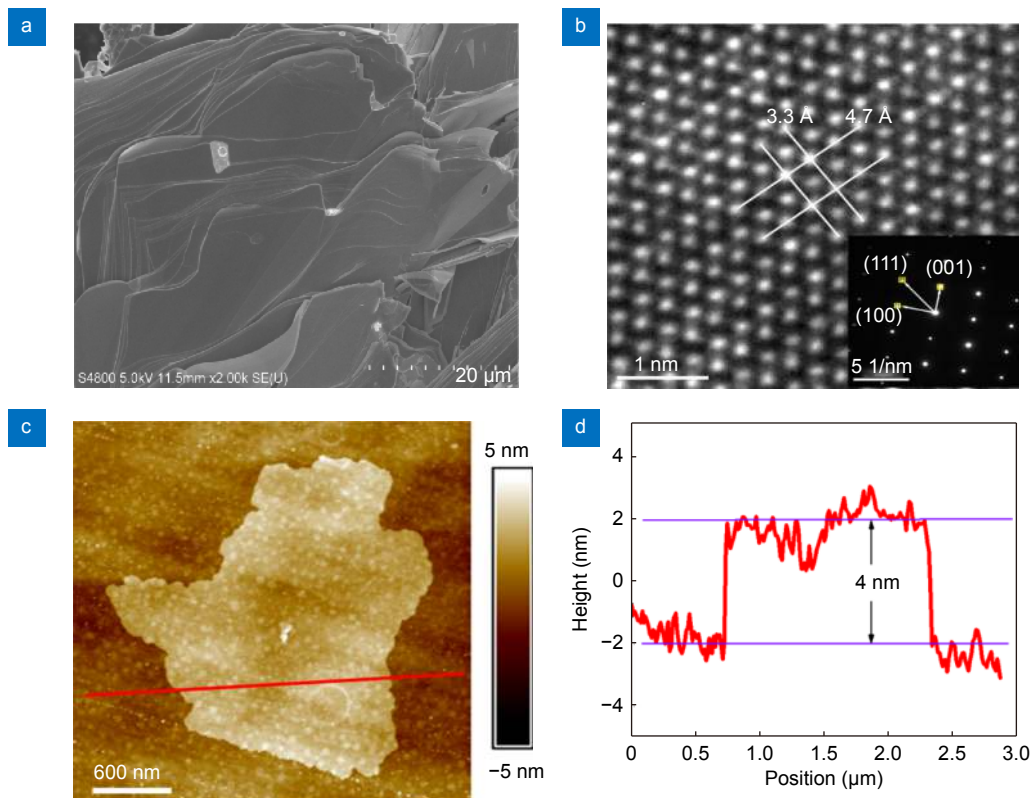 a
S4800 5.0kV 11.5mm x2.00k SE(U)
20 μm
b
3.3 Å
4.7 Å
(111)
(001)
(100)
1 nm
5 1/nm
c
5 nm
−5 nm
600 nm
d
4
2
0
−2
−4
Height (nm)
4 nm
0
0.5
1.0
1.5
2.0
2.5
3.0
Position (μm)